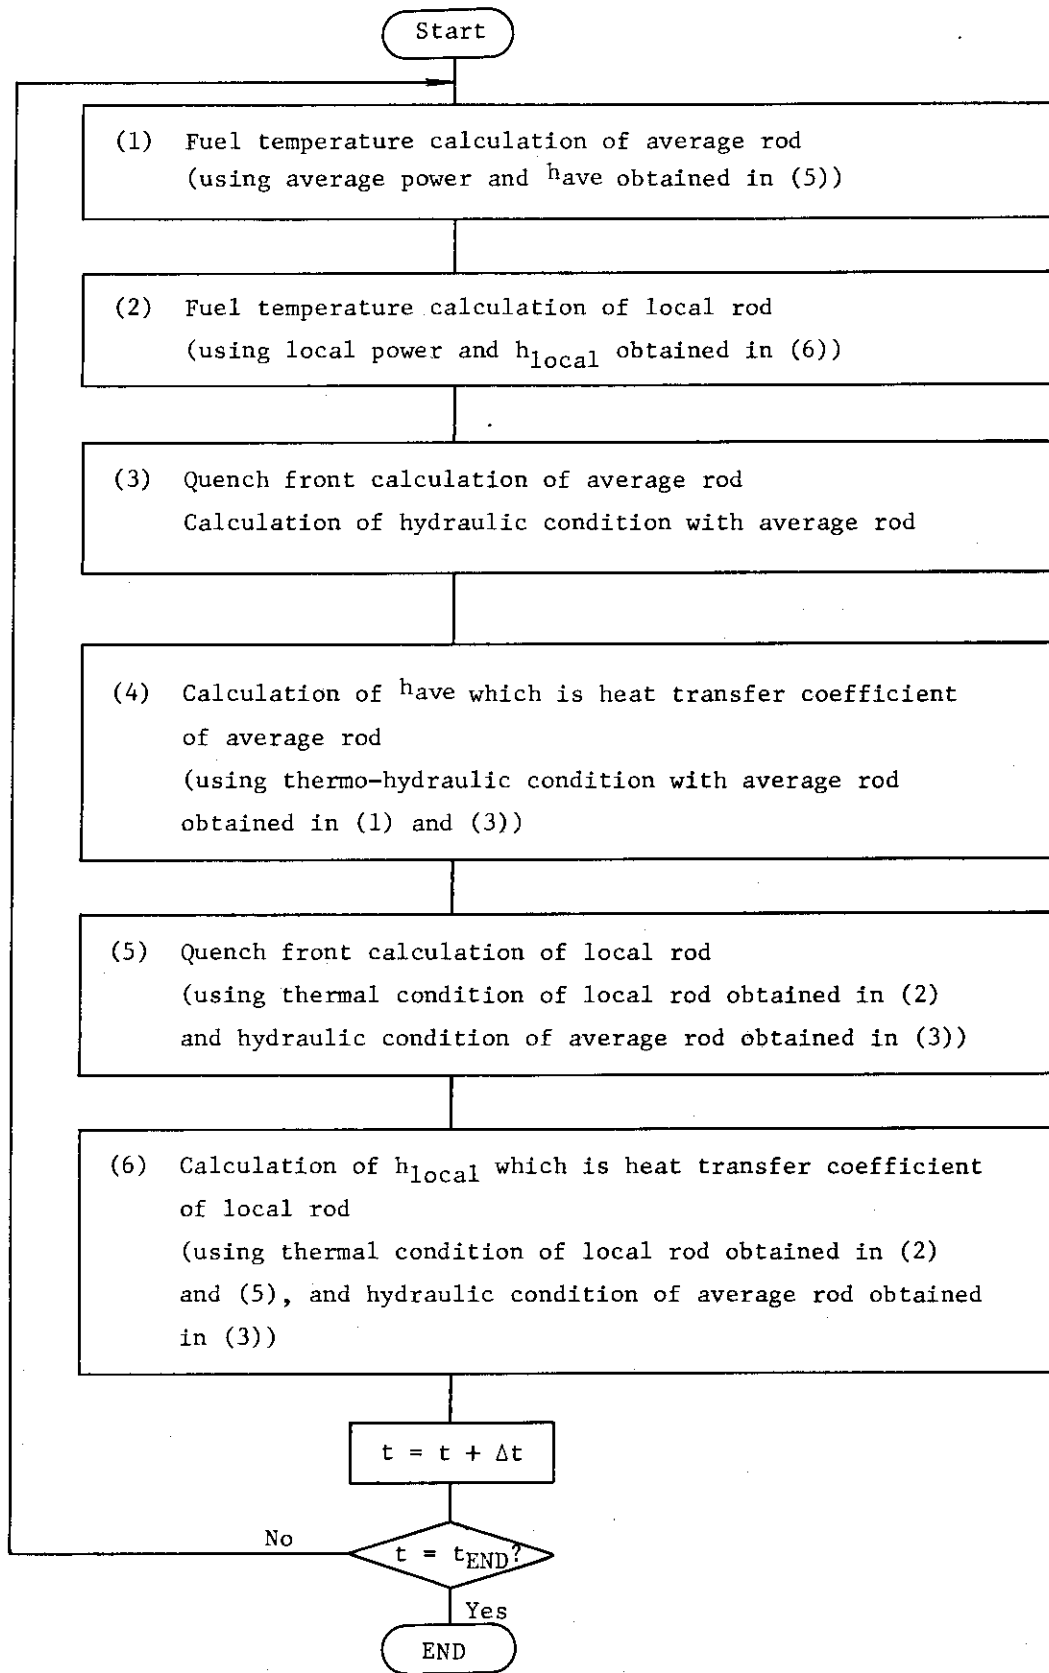 Start
(1) Fuel temperature calculation of average rod
(using average power and have obtained in (5))
(2) Fuel temperature calculation of local rod
(using local power and hlocal obtained in (6))
(3) Quench front calculation of average rod
Calculation of hydraulic condition with average rod
(4) Calculation of have which is heat transfer coefficient
of average rod
(using thermo-hydraulic condition with average rod
obtained in (1) and (3))
(5) Quench front calculation of local rod
(using thermal condition of local rod obtained in (2)
and hydraulic condition of average rod obtained in (3))
(6) Calculation of hlocal which is heat transfer coefficient
of local rod
(using thermal condition of local rod obtained in (2)
and (5), and hydraulic condition of average rod obtained
in (3))
t = t + Δt
No
t = tEND?
Yes
END